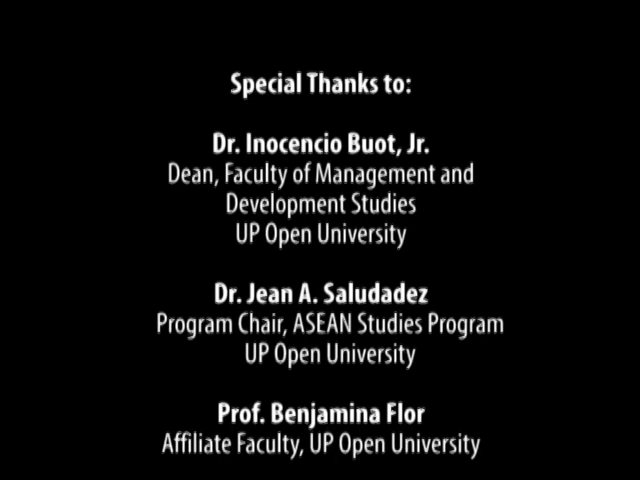 Special Thanks to:
Dr. Inocencio Buot, Jr.
Dean, Faculty of Management and
Development Studies
UP Open University
Dr. Jean A. Saludadez
Program Chair, ASEAN Studies Program
UP Open University
Prof. Benjamina Flor
Affiliate Faculty, UP Open University